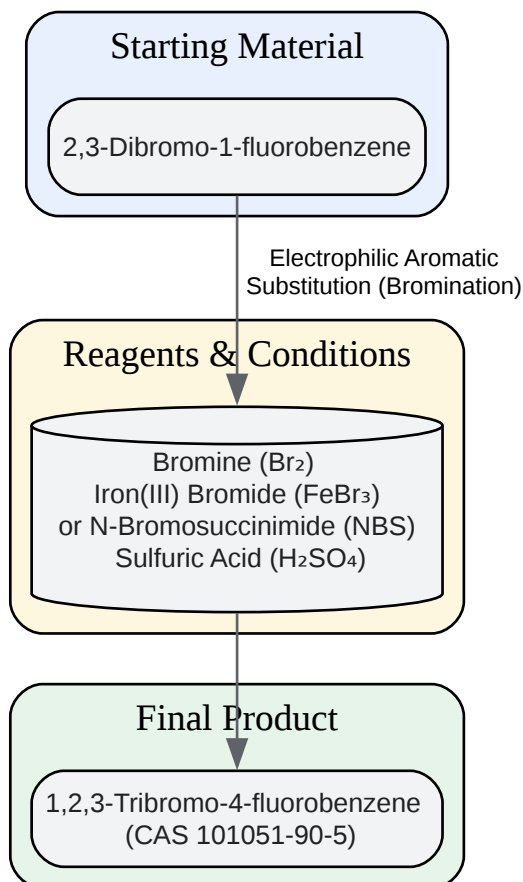 Starting Material
2,3-Dibromo-1-fluorobenzene
Electrophilic Aromatic
Substitution (Bromination)
Reagents & Conditions
Bromine (Br₂)
Iron(III) Bromide (FeBr₃)
or N-Bromosuccinimide (NBS)
Sulfuric Acid (H₂SO₄)
Final Product
1,2,3-Tribromo-4-fluorobenzene
(CAS 101051-90-5)